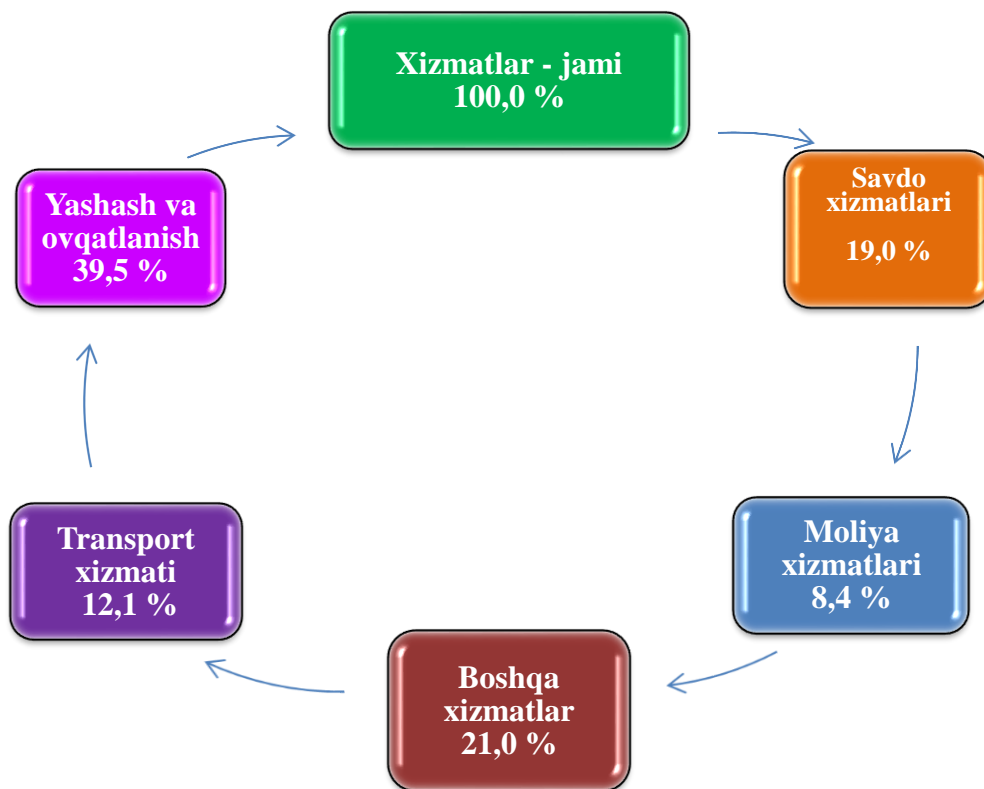 Xizmatlar - jami
100,0 %
Savdo
xizmatlari
19,0 %
Moliya
xizmatlari
8,4 %
Boshqa
xizmatlar
21,0 %
Transport
xizmati
12,1 %
Yashash va
ovqatlanish
39,5 %